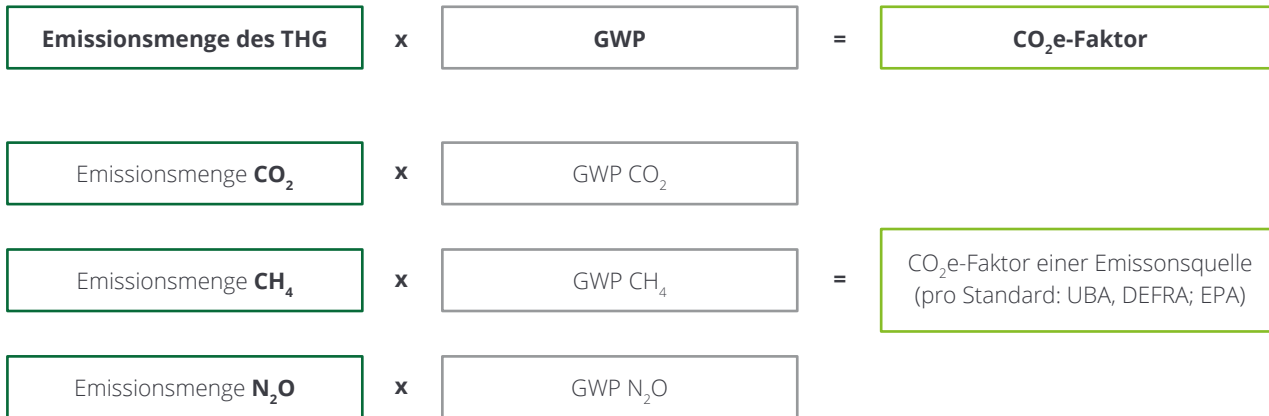 Emissionsmenge des THG x GWP = CO₂e-Faktor
Emissionsmenge CO₂ x GWP CO₂
Emissionsmenge CH₄ x GWP CH₄ = CO₂e-Faktor einer Emissonsquelle
(pro Standard: UBA, DEFRA; EPA)
Emissionsmenge N₂O x GWP N₂O